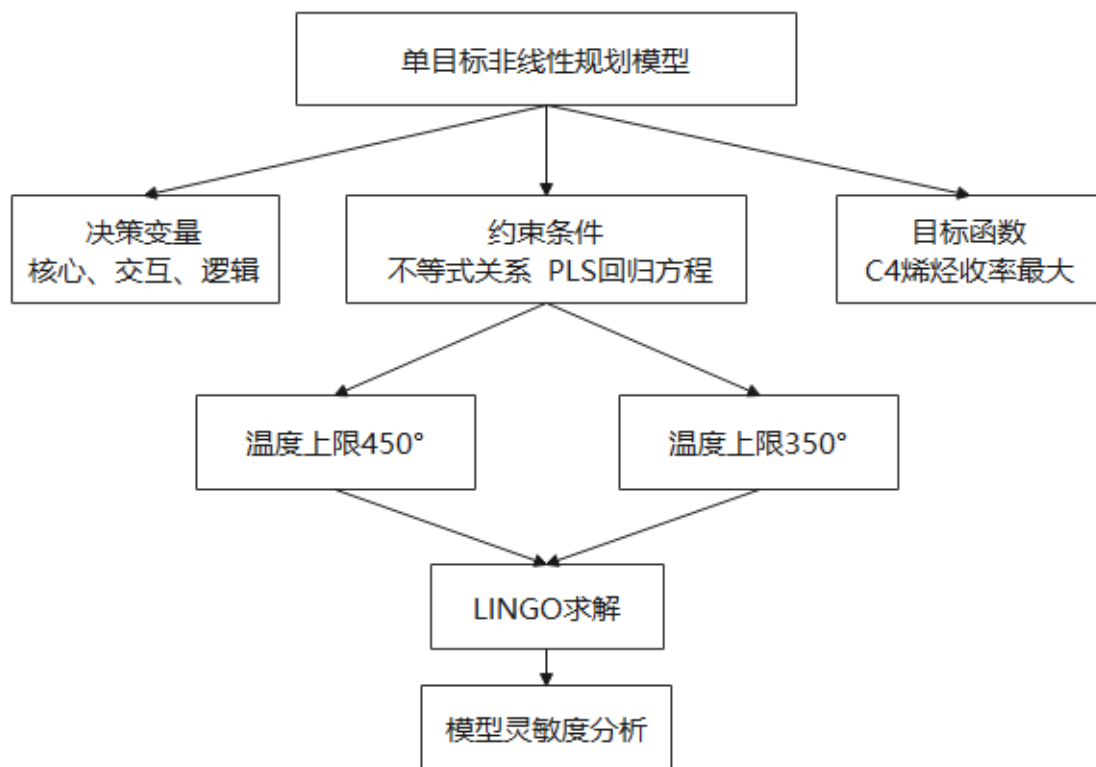 单目标非线性规划模型
决策变量
核心、交互、逻辑
约束条件
不等式关系 PLS回归方程
目标函数
C4烯烃收率最大
温度上限450°
温度上限350°
LINGO求解
模型灵敏度分析